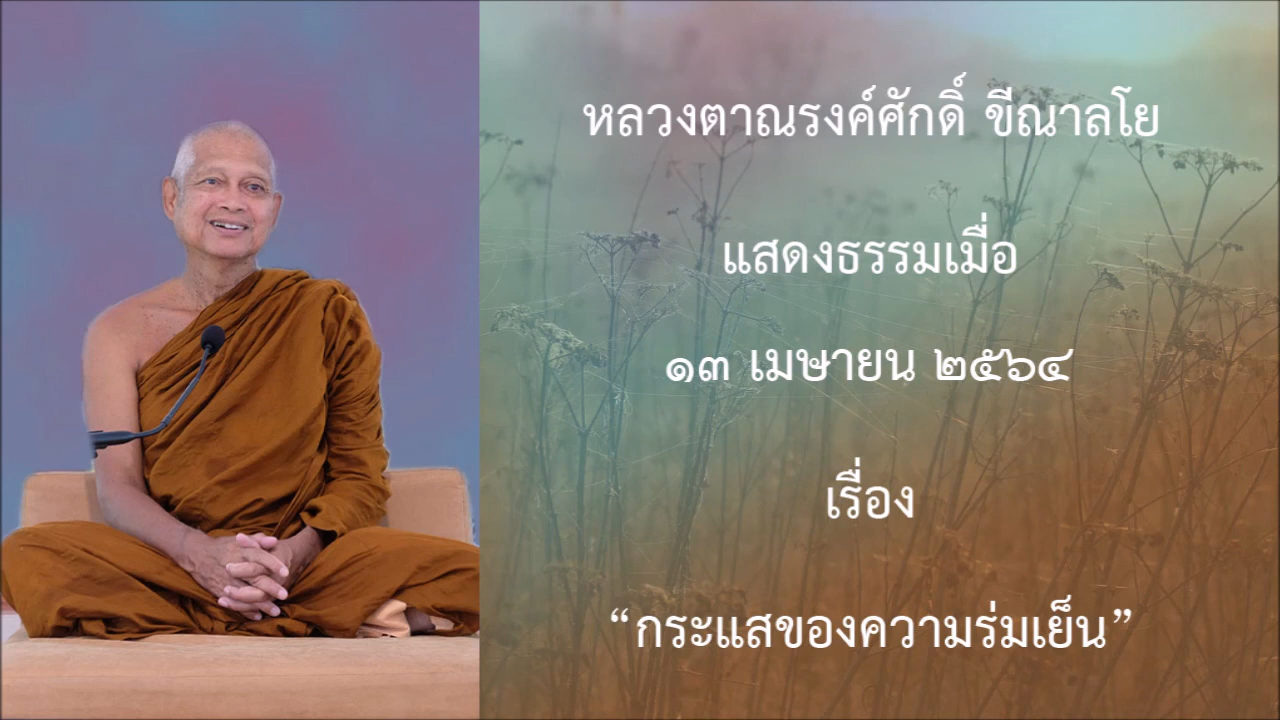 หลวงตาณรงค์ศักดิ์ ขีณาลโย
แสดงธรรมเมื่อ
๑๓ เมษายน ๒๕๖๔
เรื่อง
“กระแสของความร่มเย็น”